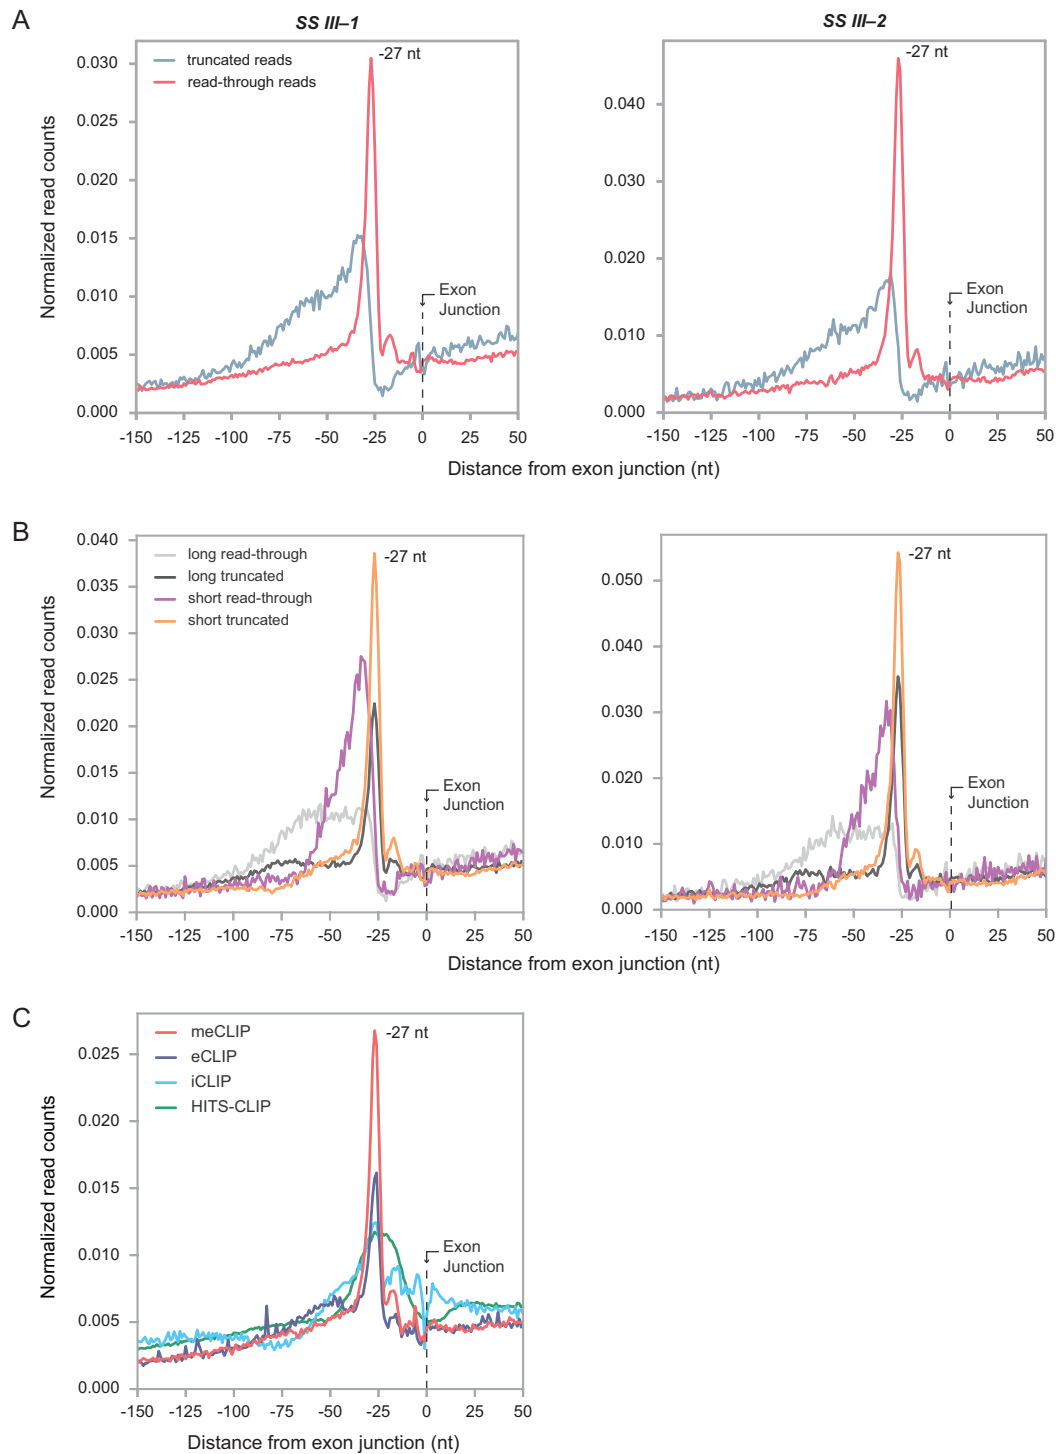 A
SS III–1
SS III–2
Normalized read counts
0.030
0.025
0.020
0.015
0.010
0.005
0.000
truncated reads
read-through reads
-27 nt
Exon
Junction
-150 -125 -100 -75 -50 -25 0 25 50
0.040
0.030
0.020
0.010
0.000
-27 nt
Exon
Junction
-150 -125 -100 -75 -50 -25 0 25 50
Distance from exon junction (nt)
B
Normalized read counts
0.040
0.035
0.030
0.025
0.020
0.015
0.010
0.005
0.000
long read-through
long truncated
short read-through
short truncated
-27 nt
Exon
Junction
-150 -125 -100 -75 -50 -25 0 25 50
0.050
0.040
0.030
0.020
0.010
0.000
-27 nt
Exon
Junction
-150 -125 -100 -75 -50 -25 0 25 50
Distance from exon junction (nt)
C
Normalized read counts
0.025
0.020
0.015
0.010
0.005
0.000
meCLIP
eCLIP
iCLIP
HITS-CLIP
-27 nt
Exon
Junction
-150 -125 -100 -75 -50 -25 0 25 50
Distance from exon junction (nt)